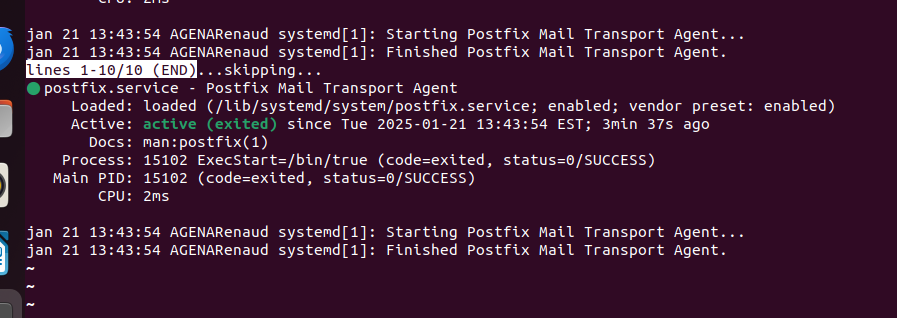 CPU: 2ms
jan 21 13:43:54 AGENARenaud systemd[1]: Starting Postfix Mail Transport Agent...
jan 21 13:43:54 AGENARenaud systemd[1]: Finished Postfix Mail Transport Agent.
lines 1-10/10 (END)...skipping...
● postfix.service - Postfix Mail Transport Agent
Loaded: loaded (/lib/systemd/system/postfix.service; enabled; vendor preset: enabled)
Active: active (exited) since Tue 2025-01-21 13:43:54 EST; 3min 37s ago
Docs: man:postfix(1)
Process: 15102 ExecStart=/bin/true (code=exited, status=0/SUCCESS)
Main PID: 15102 (code=exited, status=0/SUCCESS)
CPU: 2ms
jan 21 13:43:54 AGENARenaud systemd[1]: Starting Postfix Mail Transport Agent...
jan 21 13:43:54 AGENARenaud systemd[1]: Finished Postfix Mail Transport Agent.
~
~
~